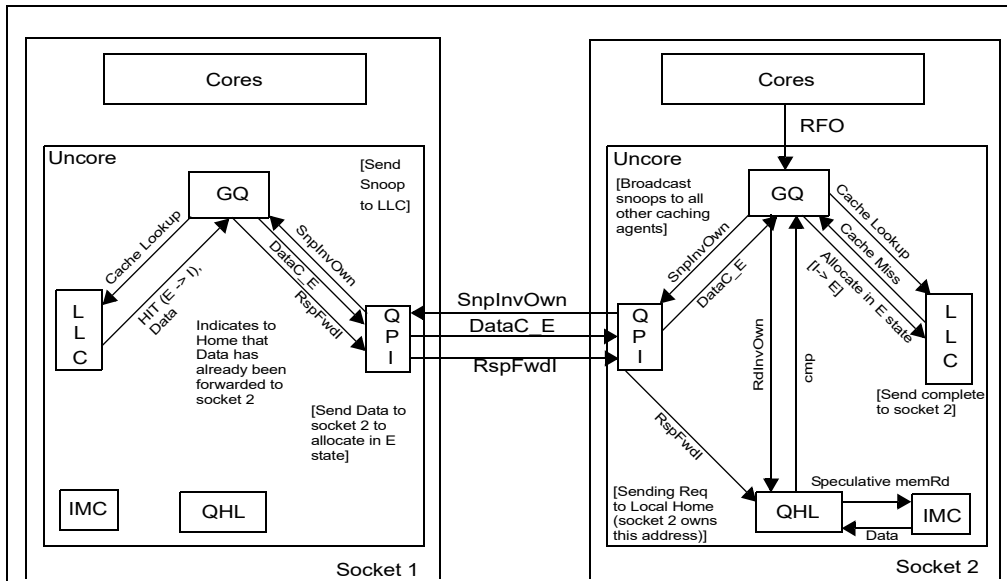 Cores
Uncore
[Send
Snoop
to LLC]
GQ
Cache Lookup
HIT (E -> I),
Data
SnpInvOwn
DataC_E
RspFwdI
L
L
C
Q
P
I
Indicates to
Home that
Data has
already been
forwarded to
socket 2
[Send Data to
socket 2 to
allocate in E
state]
IMC
QHL
Socket 1
SnpInvOwn
DataC_E
RspFwdI
Cores
RFO
Uncore
[Broadcast
snoops to all
other caching
agents]
GQ
SnpInvOwn
DataC_E
Cache Lookup
Cache Miss
Allocate in E state
[I-> E]
Q
P
I
L
L
C
RdInvOwn
cmp
[Send complete
to socket 2]
RspFwdI
[Sending Req
to Local Home
(socket 2 owns
this address)]
Speculative memRd
QHL
IMC
Data
Socket 2